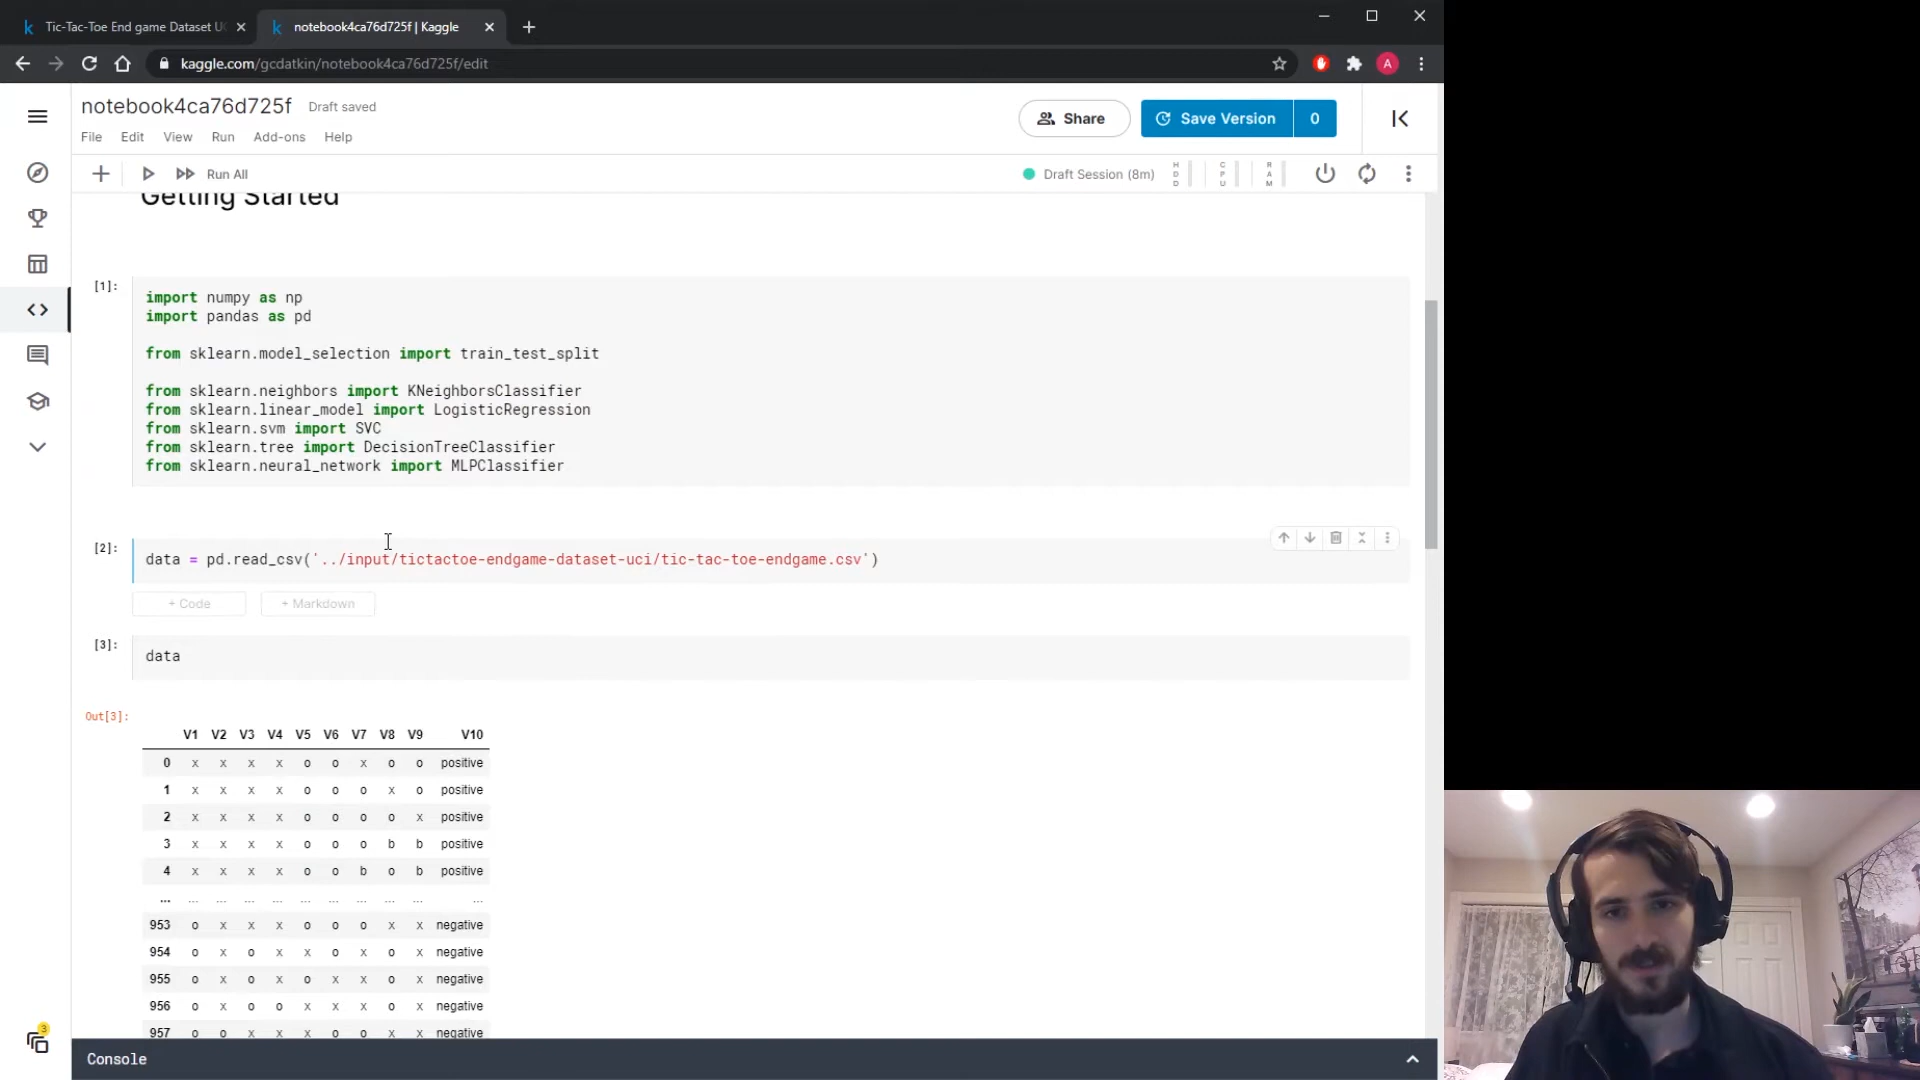 Tic-Tac-Toe End game Dataset U
notebook4ca76d725f | Kaggle
kaggle.com/gcdatkin/notebook4ca76d725f/edit
A
notebook4ca76d725f
Draft saved
File Edit View Run Add-ons Help
Share
Save Version 0
Run All
Draft Session (8m)
HDD
CPU
RAM
Getting Started
[1]:
import numpy as np
import pandas as pd
from sklearn.model_selection import train_test_split
from sklearn.neighbors import KNeighborsClassifier
from sklearn.linear_model import LogisticRegression
from sklearn.svm import SVC
from sklearn.tree import DecisionTreeClassifier
from sklearn.neural_network import MLPClassifier
[2]:
data = pd.read_csv('../input/tictactoe-endgame-dataset-uci/tic-tac-toe-endgame.csv')
+ Code + Markdown
[3]:
data
Out[3]:
V1 V2 V3 V4 V5 V6 V7 V8 V9 V10
0 x x x x o o x o o positive
1 x x x x o o o x o positive
2 x x x x o o o o x positive
3 x x x x o o o b b positive
4 x x x x o o b o b positive
... ... ... ... ... ... ... ... ... ... ...
953 o x x x o o o x x negative
954 o x o x x o x o x negative
955 o x o x o x x o x negative
956 o x o o x x x o x negative
957 o o x x x o o x x negative
3
Console